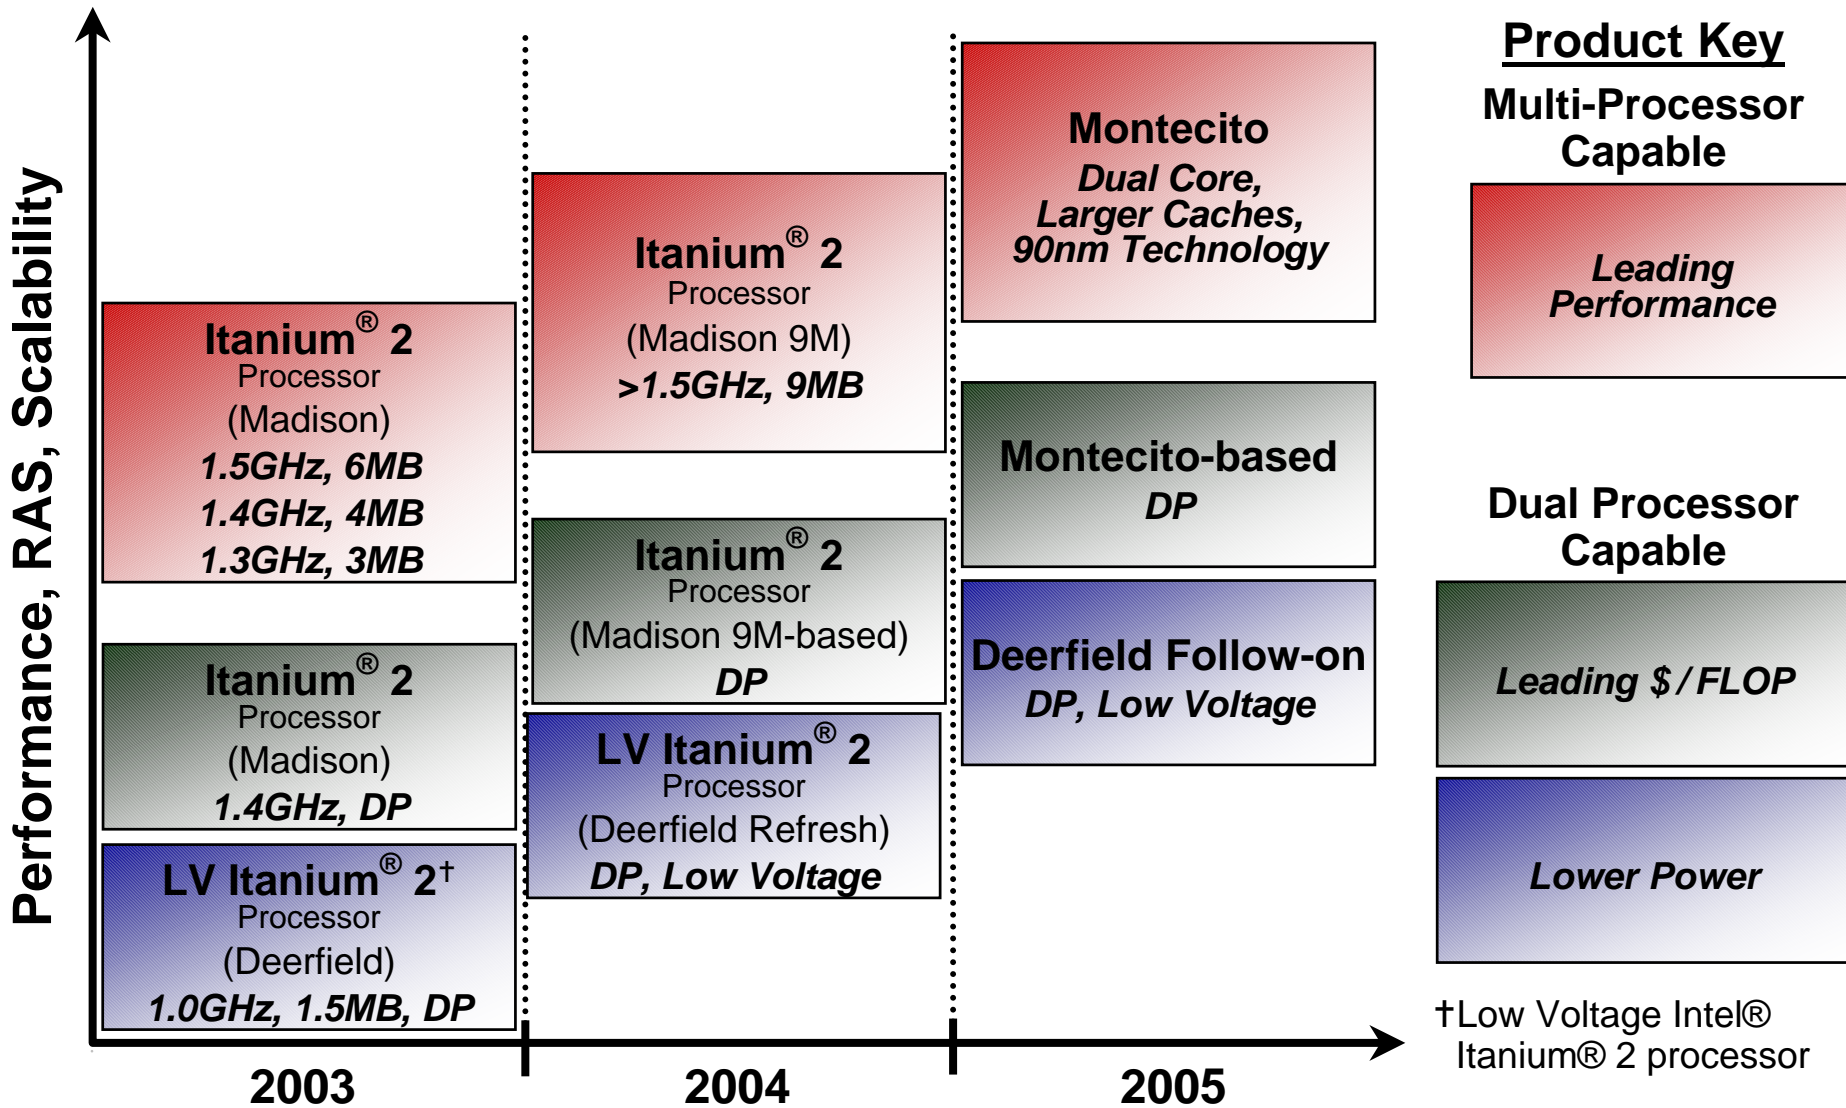 Performance, RAS, Scalability
Itanium® 2
Processor
(Madison)
1.5GHz, 6MB
1.4GHz, 4MB
1.3GHz, 3MB
Itanium® 2
Processor
(Madison)
1.4GHz, DP
LV Itanium® 2†
Processor
(Deerfield)
1.0GHz, 1.5MB, DP
2003
Itanium® 2
Processor
(Madison 9M)
>1.5GHz, 9MB
Itanium® 2
Processor
(Madison 9M-based)
DP
LV Itanium® 2
Processor
(Deerfield Refresh)
DP, Low Voltage
2004
Montecito
Dual Core,
Larger Caches,
90nm Technology
Montecito-based
DP
Deerfield Follow-on
DP, Low Voltage
2005
Product Key
Multi-Processor
Capable
Leading
Performance
Dual Processor
Capable
Leading $/FLOP
Lower Power
†Low Voltage Intel®
Itanium® 2 processor